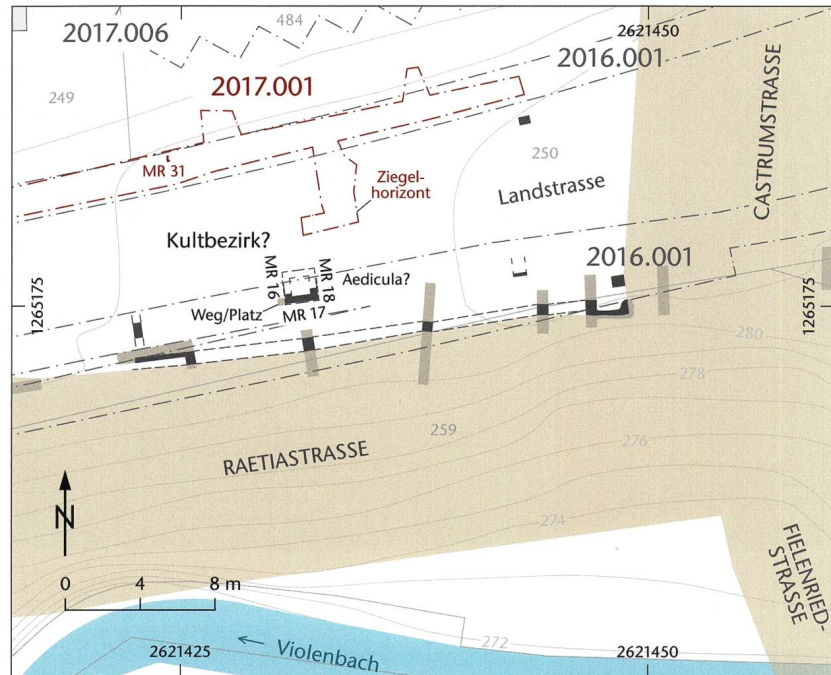 484
2017.006
2621450
2016.001
2017.001
249
CASTRUMSTRASSE
MR 31
250
Ziegel-
horizont
Landstrasse
Kultbezirk?
2016.001
MR 16
MR 18
Aedicula?
Weg/Platz
MR 17
1265175
1265175
280
278
259
276
RAETIASTRASSE
N
274
FIELENRIED-
STRASSE
0 4 8 m
272
← Violenbach
2621425
2621450